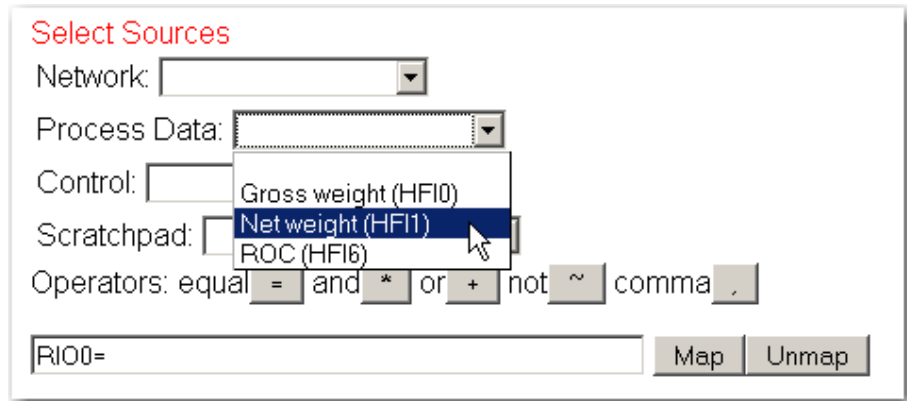 Select Sources
Network:
Process Data:
Control:
Gross weight (HFI0)
Net weight (HFI1)
Scratchpad:
ROC (HFI6)
Operators: equal = and * or + not ~ comma ,
RIO0= Map Unmap